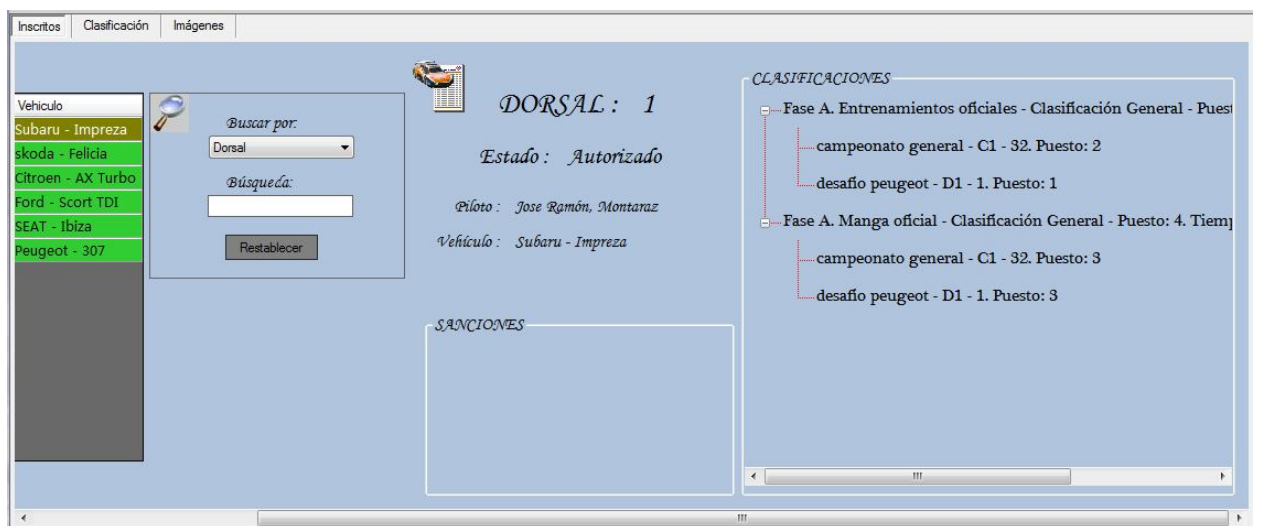 Inscritos Clasificación Imágenes
Vehiculo
Subaru - Impreza
skoda - Felicia
Citroen - AX Turbo
Ford - Scort TDI
SEAT - Ibiza
Peugeot - 307
Buscar por:
Dorsal
Búsqueda:
Restablecer
DORSAL : 1
Estado : Autorizado
Piloto : Jose Ramón, Montaraz
Vehículo : Subaru - Impreza
SANCIONES
CLASIFICACIONES
Fase A. Entrenamientos oficiales - Clasificación General - Puest
campeonato general - C1 - 32. Puesto: 2
desafío peugeot - D1 - 1. Puesto: 1
Fase A. Manga oficial - Clasificación General - Puesto: 4. Tiemp
campeonato general - C1 - 32. Puesto: 3
desafío peugeot - D1 - 1. Puesto: 3